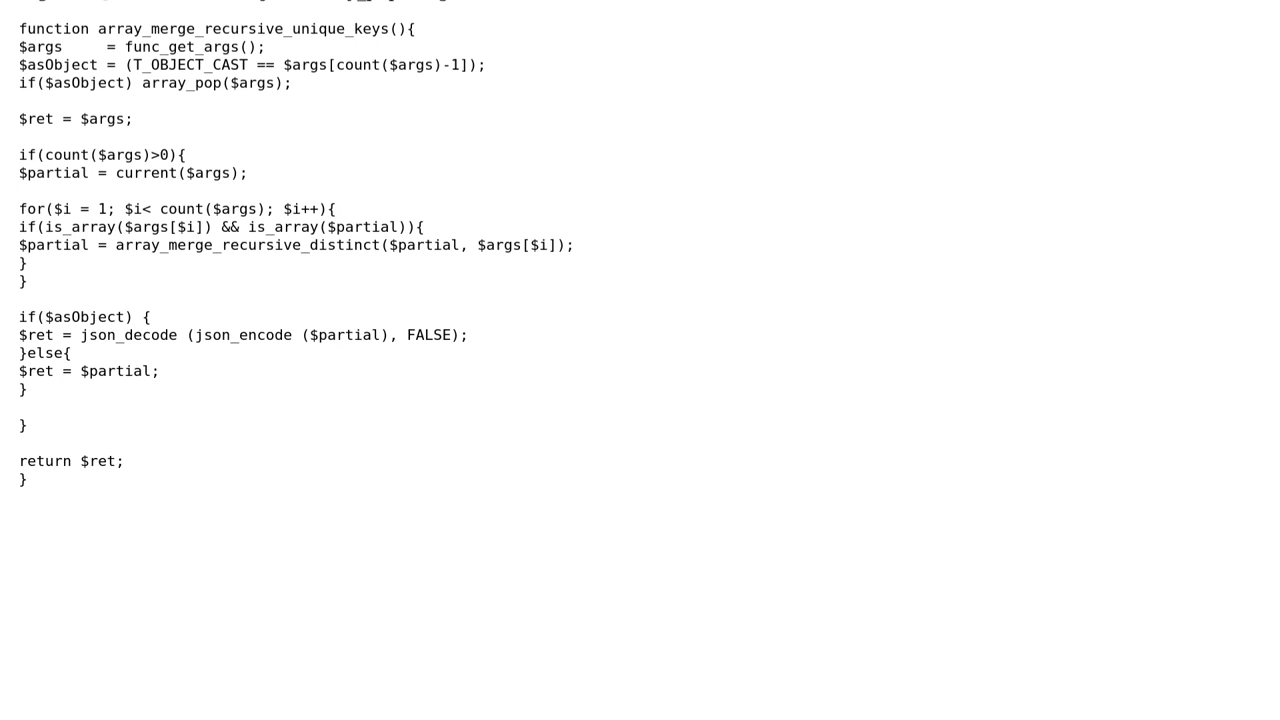 function array_merge_recursive_unique_keys(){
$args     = func_get_args();
$asObject = (T_OBJECT_CAST == $args[count($args)-1]);
if($asObject) array_pop($args);

$ret = $args;

if(count($args)>0){
$partial = current($args);

for($i = 1; $i< count($args); $i++){
if(is_array($args[$i]) && is_array($partial)){
$partial = array_merge_recursive_distinct($partial, $args[$i]);
}
}

if($asObject) {
$ret = json_decode (json_encode ($partial), FALSE);
}else{
$ret = $partial;
}

}

return $ret;
}